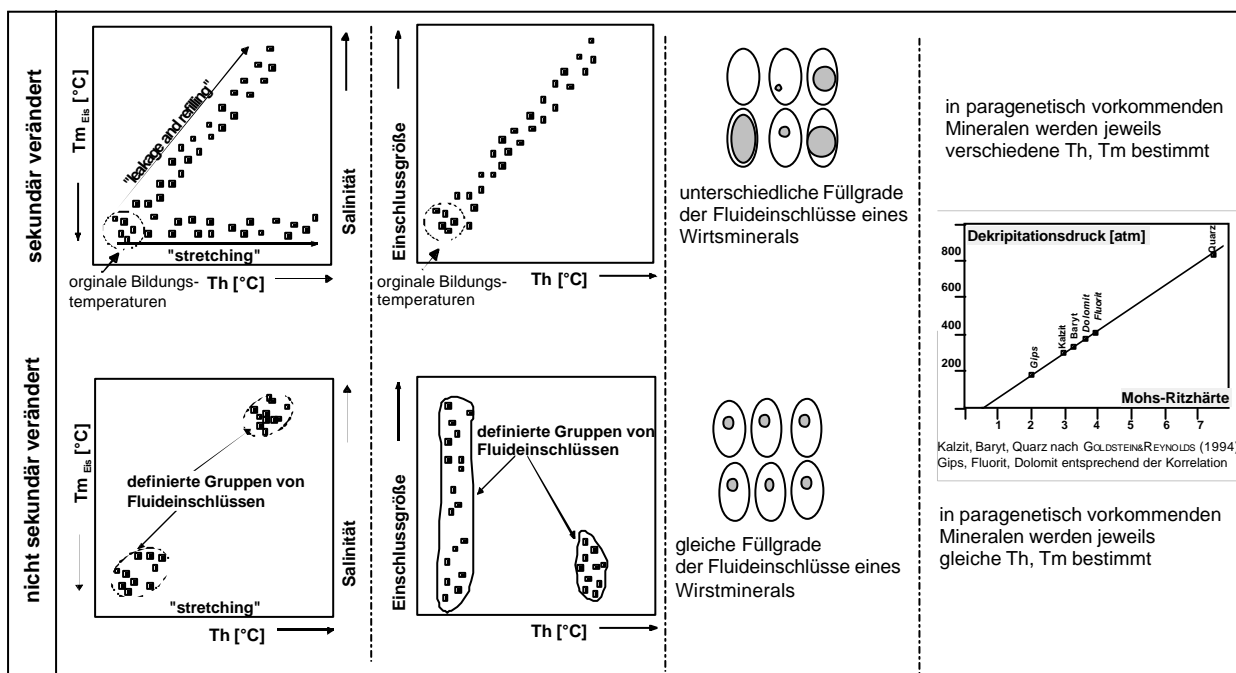 sekundär verändert
Tm Eis [°C]
"leakage and refilling"
"stretching"
Salinität
orginale Bildungs-
temperaturen
Th [°C]
Einschlussgröße
orginale Bildungs-
temperaturen
Th [°C]
unterschiedliche Füllgrade
der Fluideinschlüsse eines
Wirtsminerals
in paragenetisch vorkommenden
Mineralen werden jeweils
verschiedene Th, Tm bestimmt
Dekripitationsdruck [atm]
800
600
400
200
Gips
Kalzit
Baryt
Dolomit
Fluorit
Quarz
Mohs-Ritzhärte
1 2 3 4 5 6 7
Kalzit, Baryt, Quarz nach GOLDSTEIN&REYNOLDS (1994)
Gips, Fluorit, Dolomit entsprechend der Korrelation
nicht sekundär verändert
Tm Eis [°C]
definierte Gruppen von
Fluideinschlüssen
"stretching"
Salinität
Th [°C]
Einschlussgröße
definierte Gruppen von
Fluideinschlüssen
Th [°C]
gleiche Füllgrade
der Fluideinschlüsse eines
Wirstminerals
in paragenetisch vorkommenden
Mineralen werden jeweils
gleiche Th, Tm bestimmt